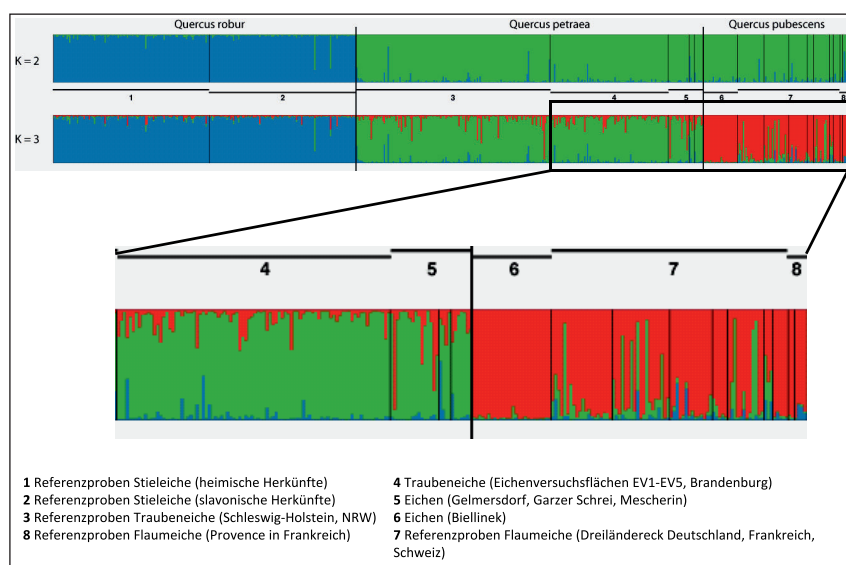 Quercus robur Quercus petraea Quercus pubescens
K = 2
1 2 3 4 5 6 7 8
K = 3
4 5 6 7 8
1 Referenzproben Stieleiche (heimische Herkünfte)
2 Referenzproben Stieleiche (slavonische Herkünfte)
3 Referenzproben Traubeneiche (Schleswig-Holstein, NRW)
8 Referenzproben Flaumeiche (Provence in Frankreich)
4 Traubeneiche (Eichenversuchsflächen EV1-EV5, Brandenburg)
5 Eichen (Gelmersdorf, Garzer Schrei, Mescherin)
6 Eichen (Biellinek)
7 Referenzproben Flaumeiche (Dreiländereck Deutschland, Frankreich,
Schweiz)